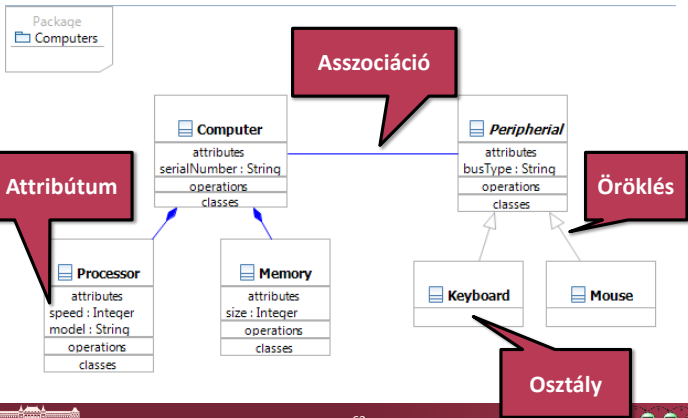 Package
Computers
Asszociáció
Computer
attributes
serialNumber : String
operations
classes
Peripherial
attributes
busType : String
operations
classes
Attribútum
Öröklés
Processor
attributes
speed : Integer
model : String
operations
classes
Memory
attributes
size : Integer
operations
classes
Keyboard
Mouse
Osztály